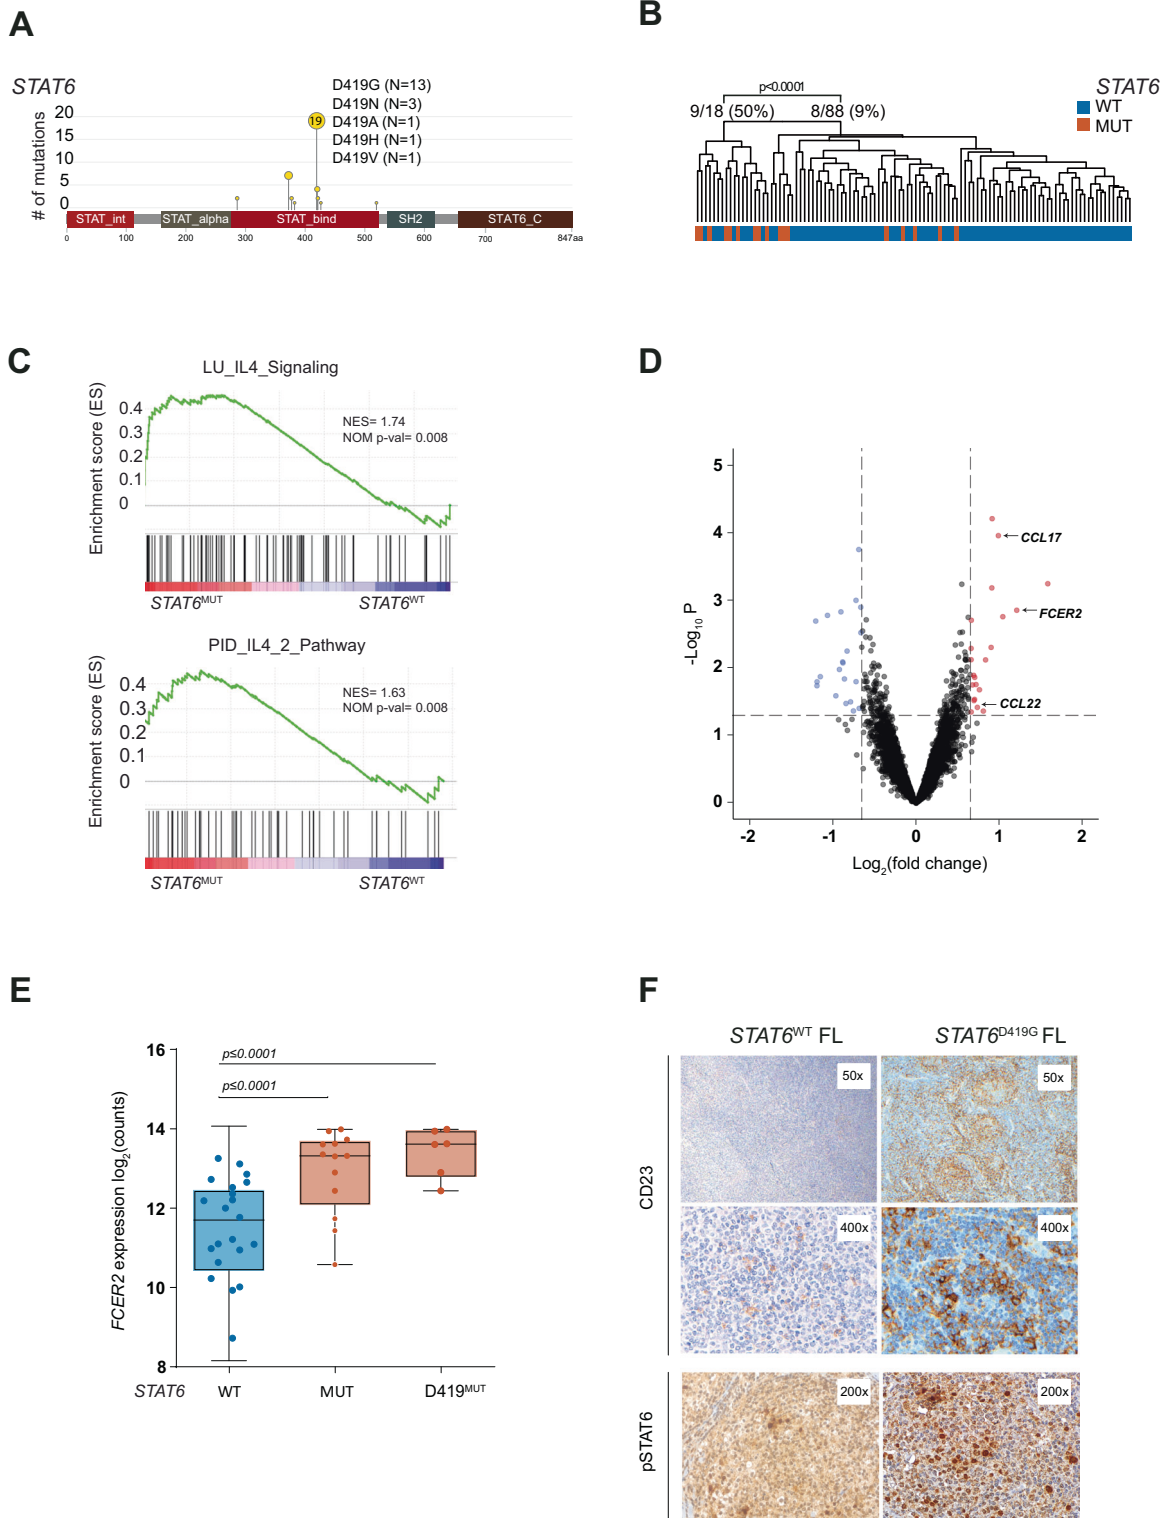 A
STAT6
# of mutations
20
15
10
5
0
19
D419G (N=13)
D419N (N=3)
D419A (N=1)
D419H (N=1)
D419V (N=1)
STAT_int
STAT_alpha
STAT_bind
SH2
STAT6_C
0
100
200
300
400
500
600
700
847aa
B
p<0.0001
9/18 (50%)
8/88 (9%)
STAT6
WT
MUT
C
LU_IL4_Signaling
Enrichment score (ES)
0.4
0.3
0.2
0.1
0
NES= 1.74
NOM p-val= 0.008
STAT6MUT
STAT6WT
PID_IL4_2_Pathway
Enrichment score (ES)
0.4
0.3
0.2
0.1
0
NES= 1.63
NOM p-val= 0.008
STAT6MUT
STAT6WT
D
-Log10 P
5
4
3
2
1
0
CCL17
FCER2
CCL22
-2
-1
0
1
2
Log2(fold change)
E
FCER2 expression log2(counts)
16
14
12
10
8
p≤0.0001
p≤0.0001
STAT6
WT
MUT
D419MUT
F
STAT6WT FL
STAT6D419G FL
CD23
50x
50x
400x
400x
pSTAT6
200x
200x